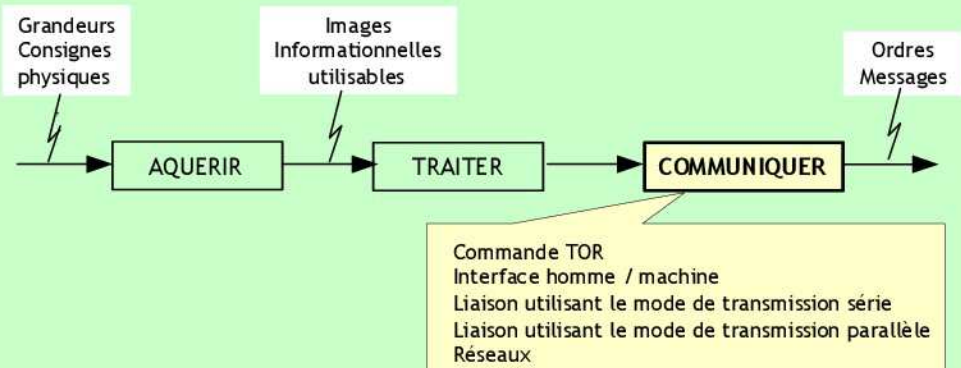 Grandeurs
Consignes
physiques
Images
Informationnelles
utilisables
Ordres
Messages
AQUERIR
TRAITER
COMMUNIQUER
Commande TOR
Interface homme / machine
Liaison utilisant le mode de transmission série
Liaison utilisant le mode de transmission parallèle
Réseaux